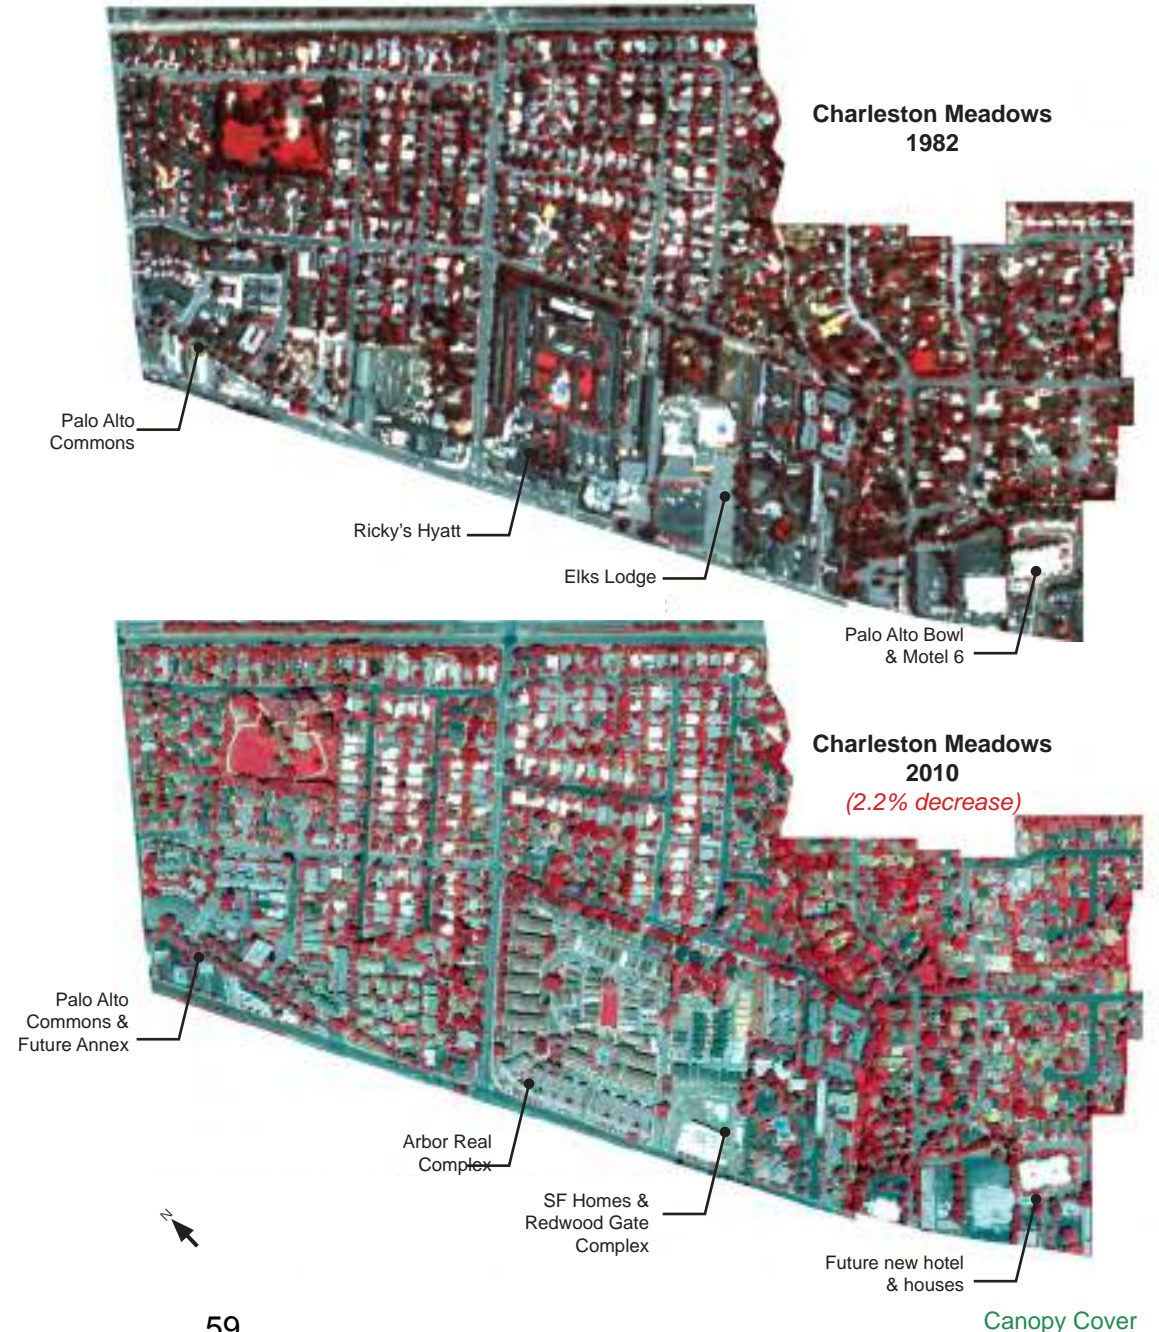 Charleston Meadows
1982
Palo Alto
Commons
Ricky's Hyatt
Elks Lodge
Palo Alto Bowl
& Motel 6
Charleston Meadows
2010
(2.2% decrease)
Palo Alto
Commons &
Future Annex
Arbor Real
Complex
SF Homes &
Redwood Gate
Complex
Future new hotel
& houses
N
59
Canopy Cover